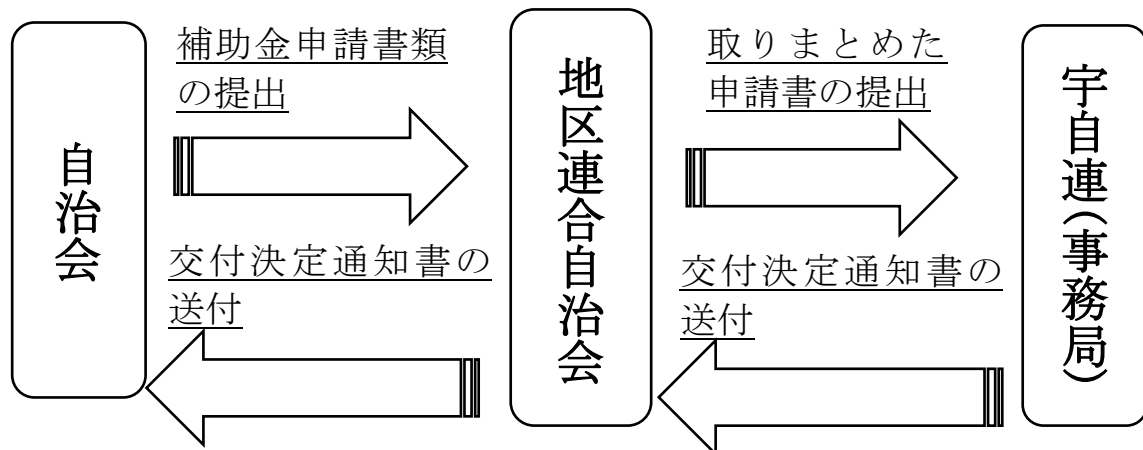 自治会
補助金申請書類
の提出
交付決定通知書の
送付
地区連合自治会
取りまとめた
申請書の提出
交付決定通知書の
送付
宇自連(事務局)